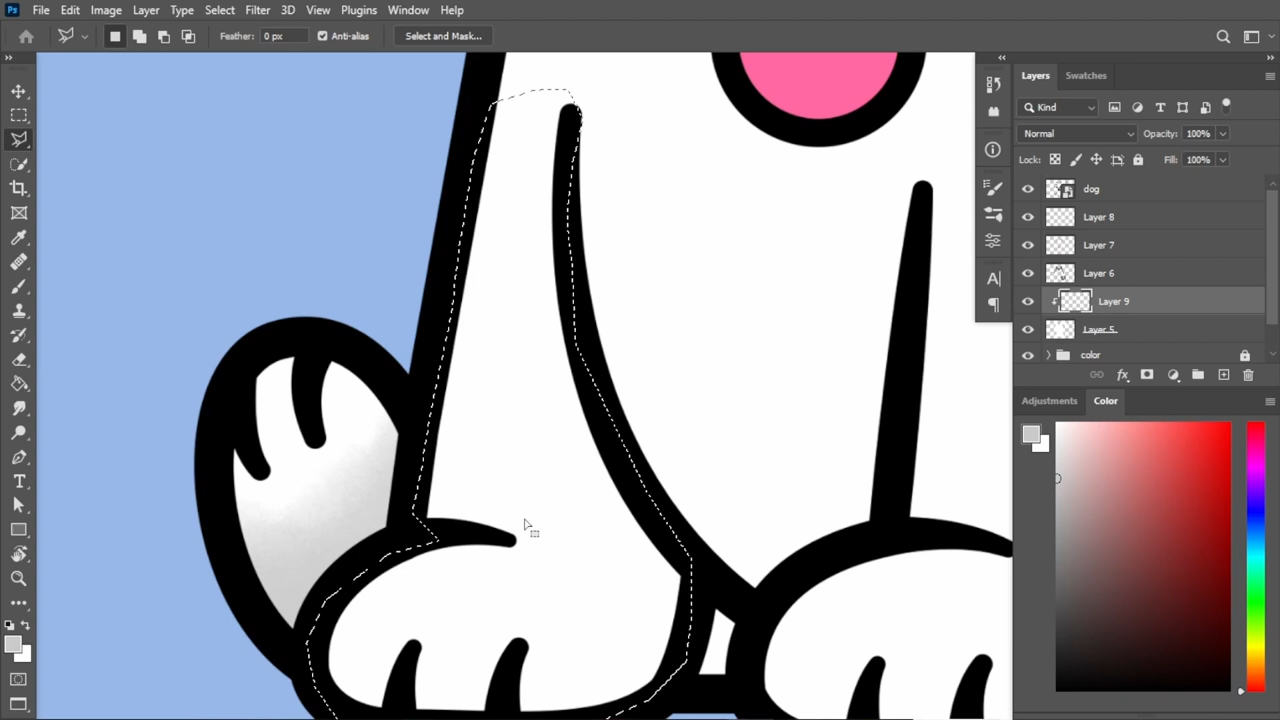 Ps File Edit Image Layer Type Select Filter 3D View Plugins Window Help
Feather: 0 px Anti-alias Select and Mask...
Layers Swatches
Kind
Normal Opacity: 100%
Lock: Fill: 100%
dog
Layer 8
Layer 7
Layer 6
Layer 9
Layer 5
color
fx
Adjustments Color